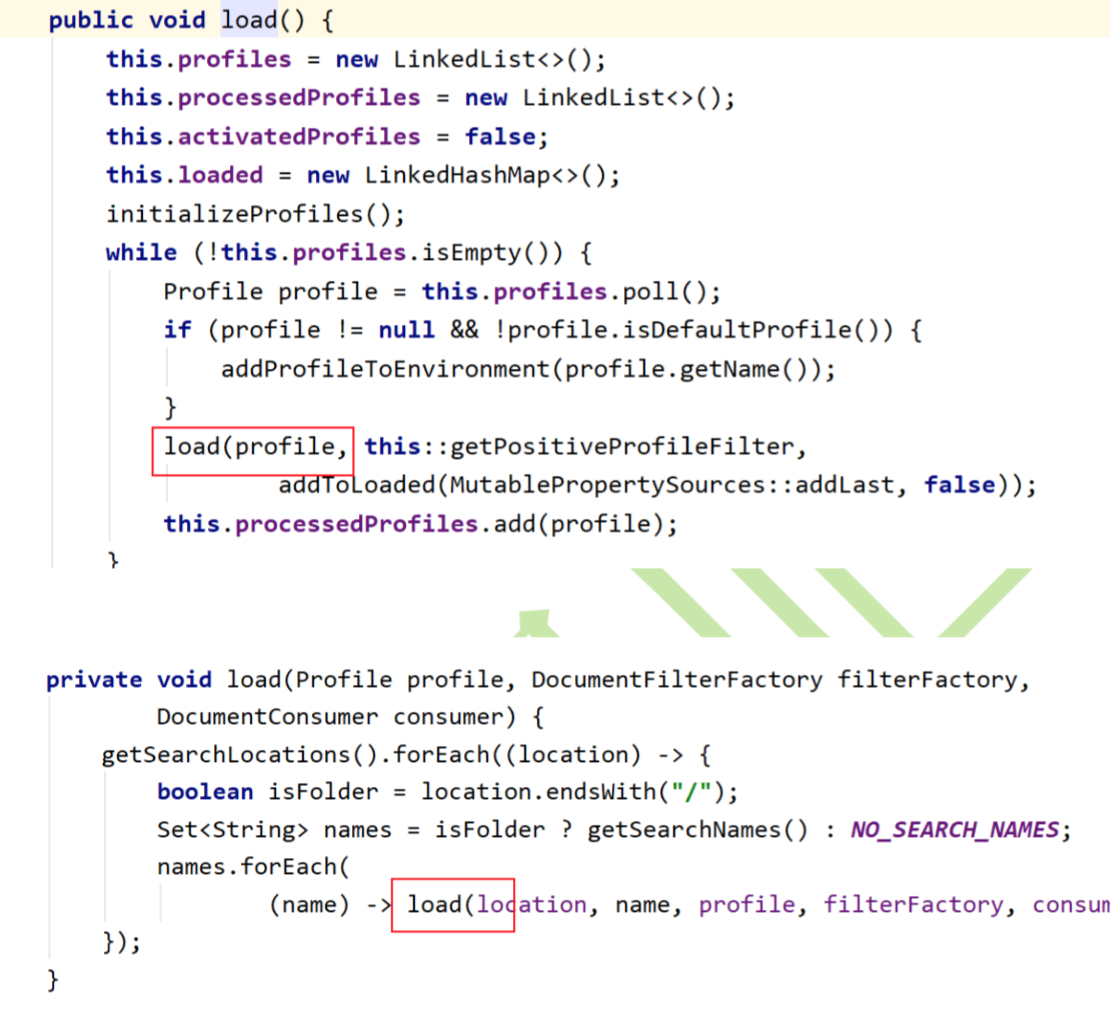 public void load() {
this.profiles = new LinkedList<>();
this.processedProfiles = new LinkedList<>();
this.activatedProfiles = false;
this.loaded = new LinkedHashMap<>();
initializeProfiles();
while (!this.profiles.isEmpty()) {
Profile profile = this.profiles.poll();
if (profile != null && !profile.isDefaultProfile()) {
addProfileToEnvironment(profile.getName());
}
load(profile, this::getPositiveProfileFilter,
addToLoaded(MutablePropertySources::addLast, false));
this.processedProfiles.add(profile);
}
private void load(Profile profile, DocumentFilterFactory filterFactory,
DocumentConsumer consumer) {
getSearchLocations().forEach((location) -> {
boolean isFolder = location.endsWith("/");
Set<String> names = isFolder ? getSearchNames() : NO_SEARCH_NAMES;
names.forEach(
(name) -> load(location, name, profile, filterFactory, consum
});
}